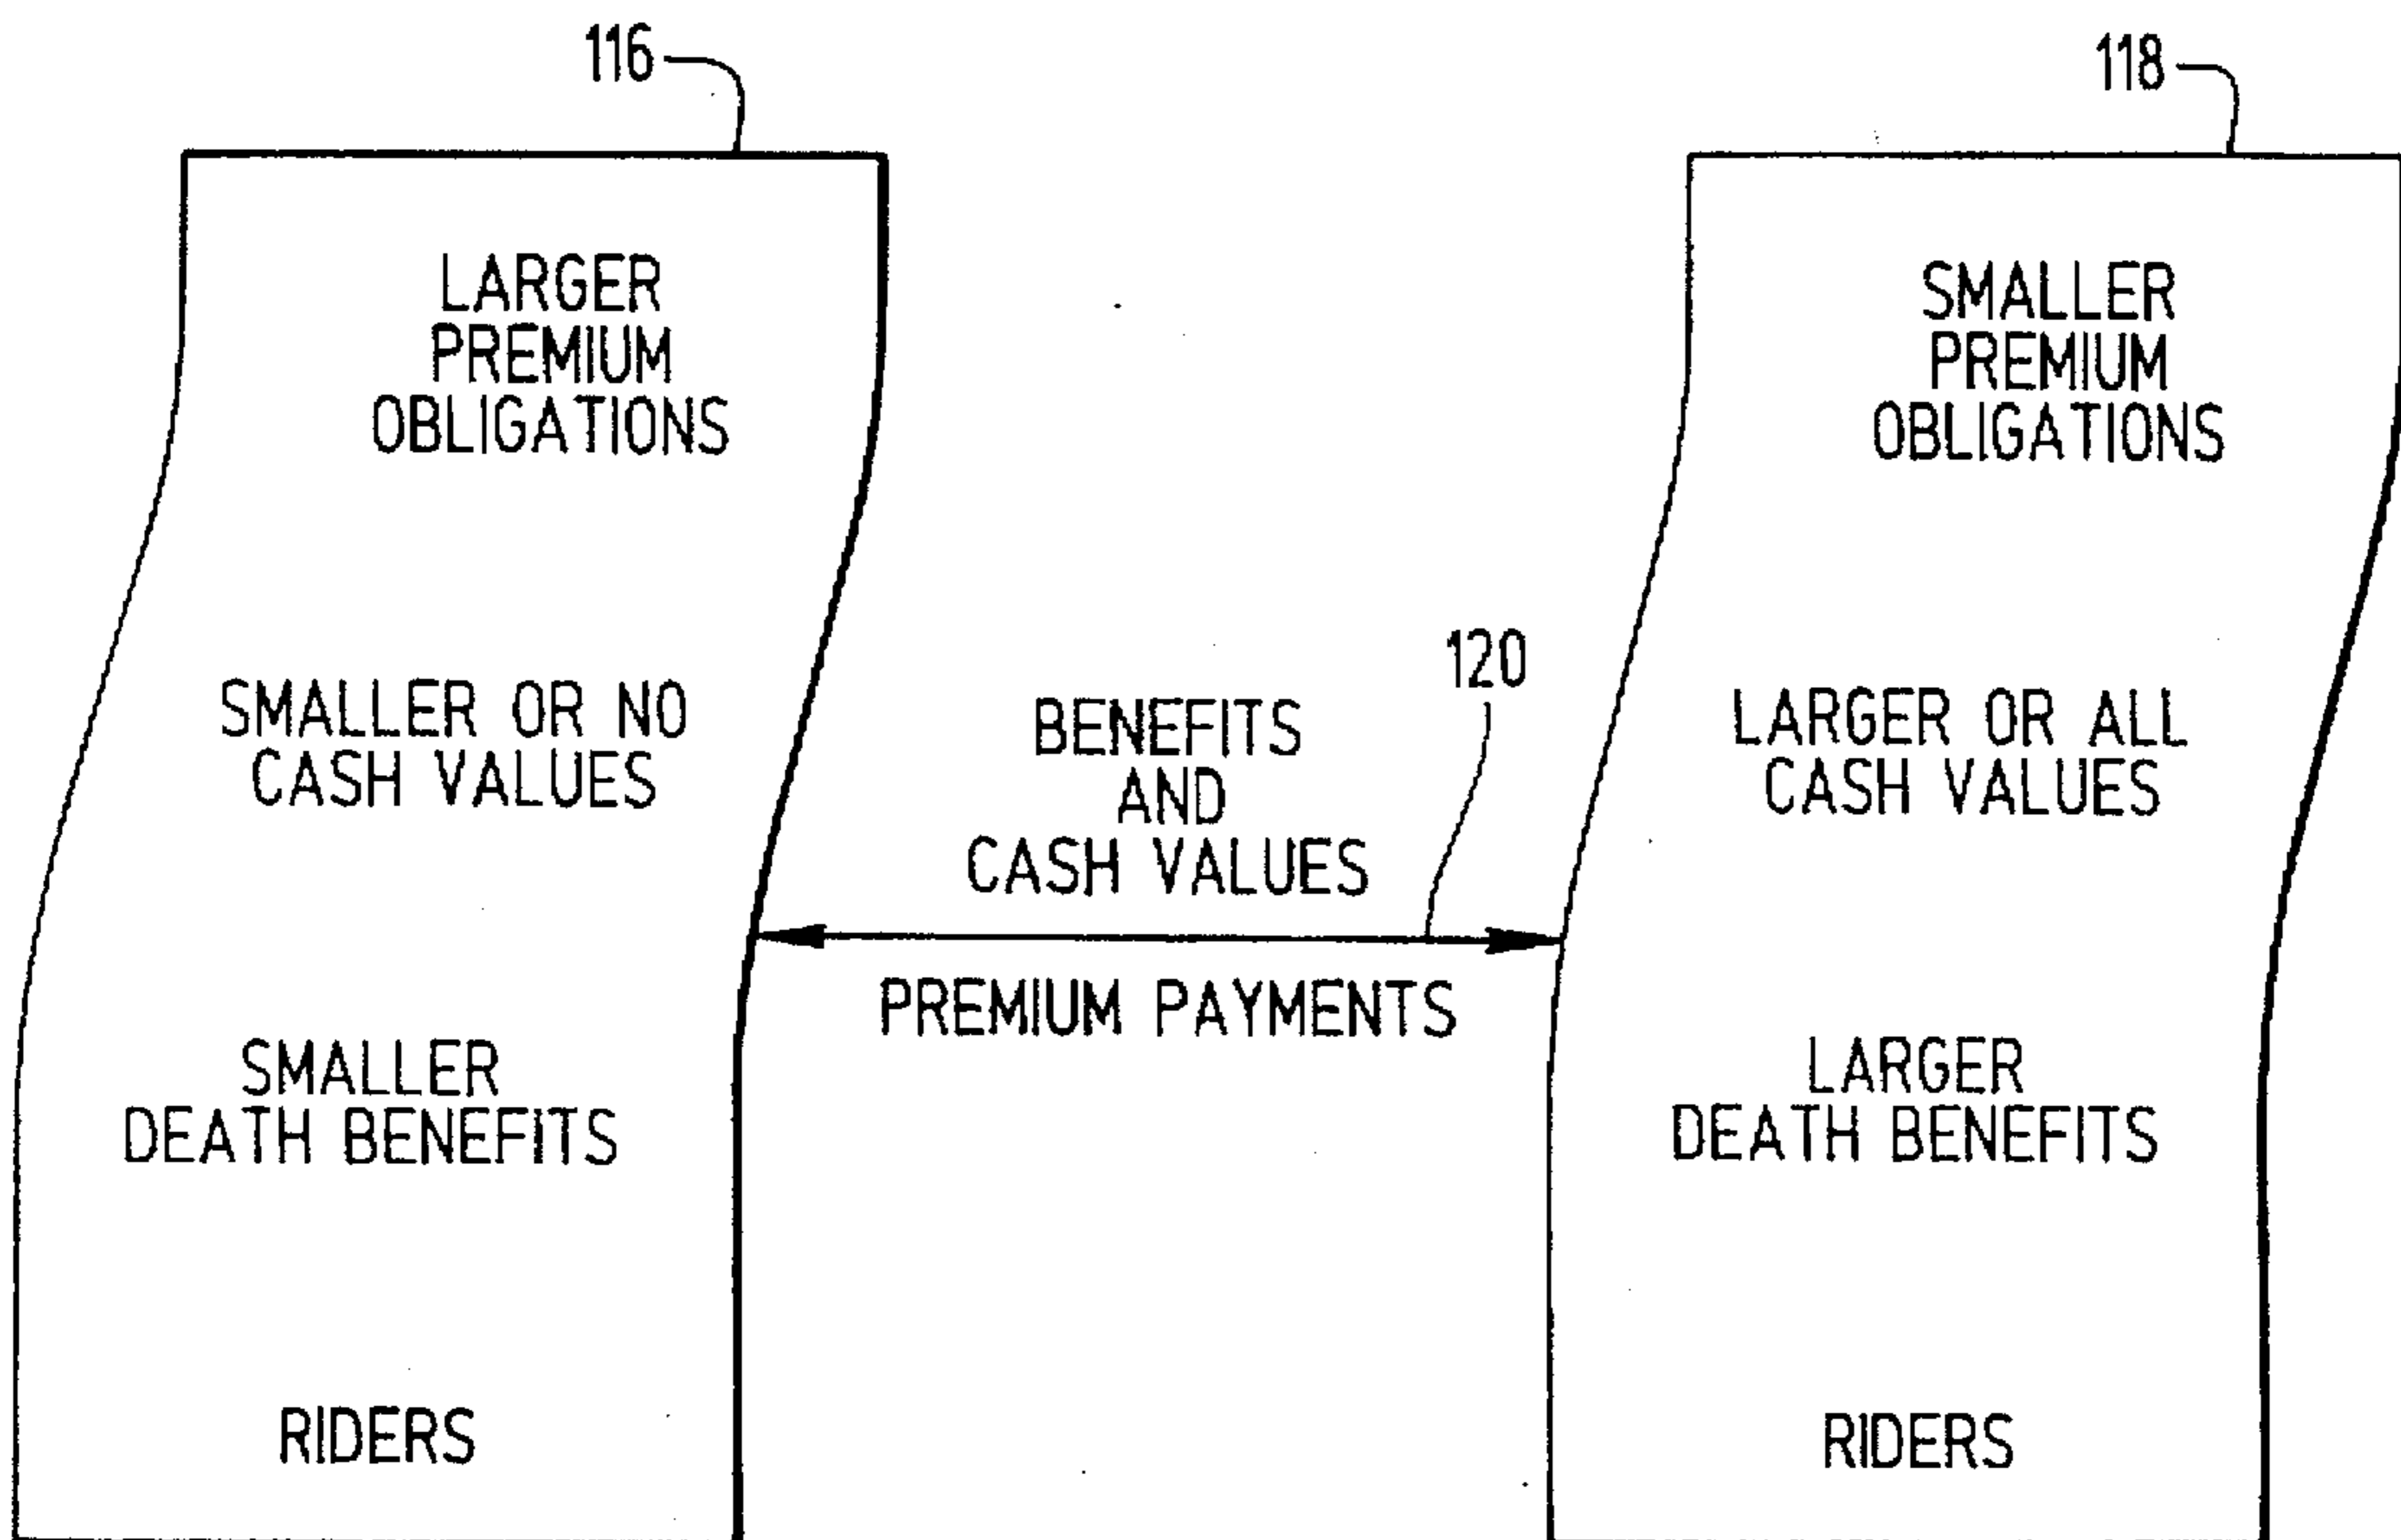 116
LARGER
PREMIUM
OBLIGATIONS
SMALLER OR NO
CASH VALUES
SMALLER
DEATH BENEFITS
RIDERS
120
BENEFITS
AND
CASH VALUES
PREMIUM PAYMENTS
118
SMALLER
PREMIUM
OBLIGATIONS
LARGER OR ALL
CASH VALUES
LARGER
DEATH BENEFITS
RIDERS